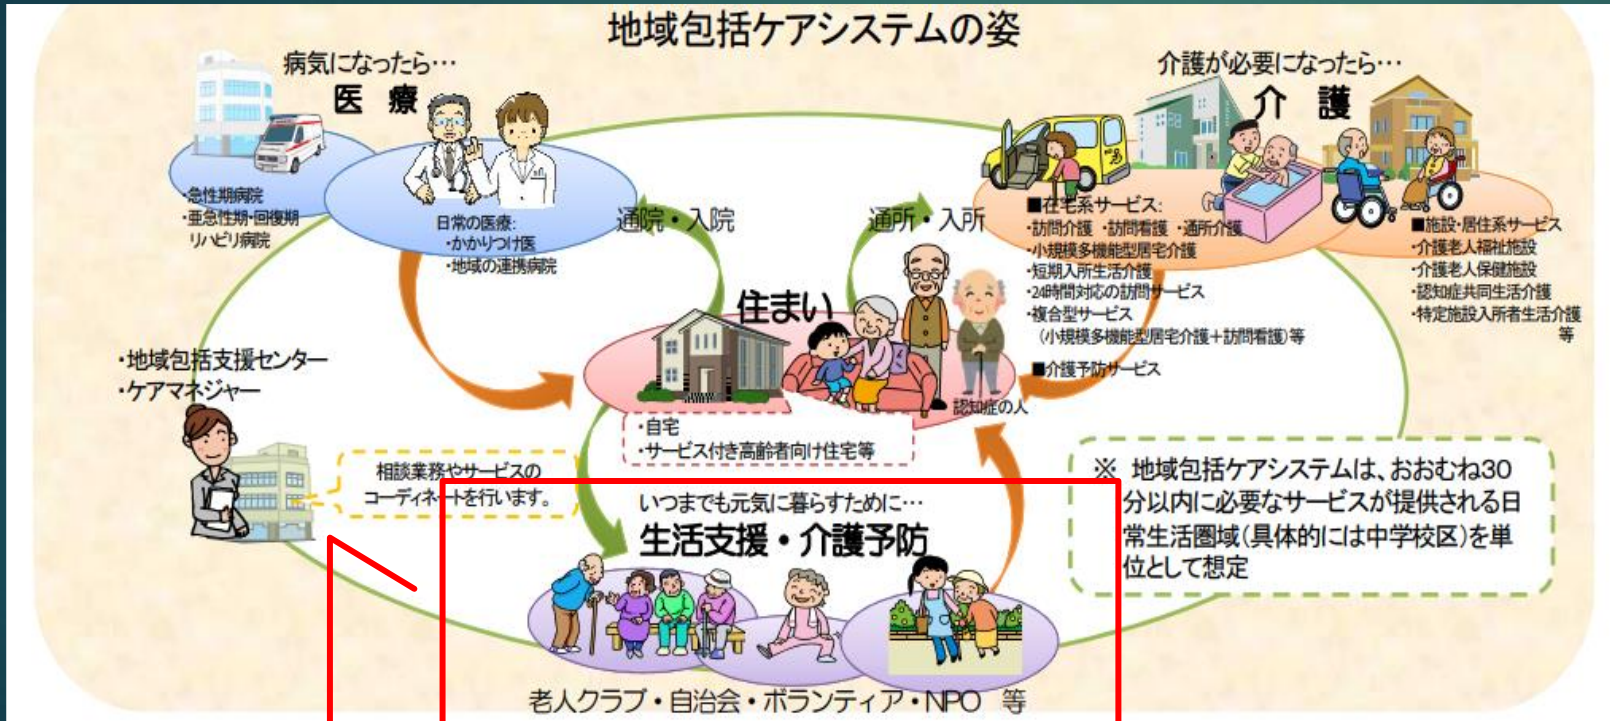 地域包括ケアシステムの姿
病気になったら…
医 療
・急性期病院
・亜急性期・回復期
リハビリ病院
日常の医療:
・かかりつけ医
・地域の連携病院
通院・入院
通所・入所
介護が必要になったら…
介 護
■在宅系サービス:
・訪問介護 ・訪問看護 ・通所介護
・小規模多機能型居宅介護
・短期入所生活介護
・24時間対応の訪問サービス
・複合型サービス
(小規模多機能型居宅介護+訪問看護)等
■介護予防サービス
■施設・居住系サービス
・介護老人福祉施設
・介護老人保健施設
・認知症共同生活介護
・特定施設入所者生活介護
等
住まい
認知症の人
・自宅
・サービス付き高齢者向け住宅等
・地域包括支援センター
・ケアマネジャー
相談業務やサービスの
コーディネートを行います。
いつまでも元気に暮らすために…
生活支援・介護予防
老人クラブ・自治会・ボランティア・NPO 等
※ 地域包括ケアシステムは、おおむね30
分以内に必要なサービスが提供される日
常生活圏域(具体的には中学校区)を単
位として想定